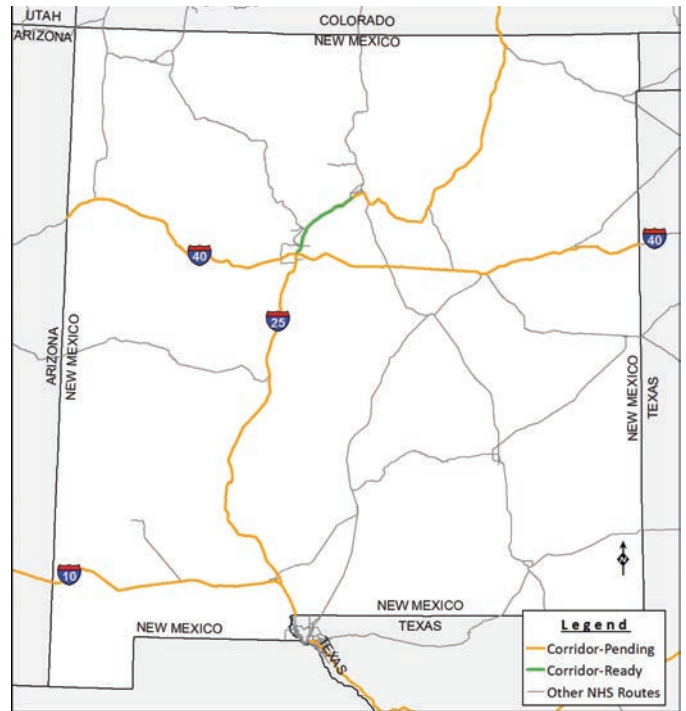 UTAH
COLORADO
ARIZONA
NEW MEXICO
40
40
25
ARIZONA
NEW MEXICO
NEW MEXICO
TEXAS
10
N
NEW MEXICO
NEW MEXICO
TEXAS
TEXAS
Legend
Corridor-Pending
Corridor-Ready
Other NHS Routes